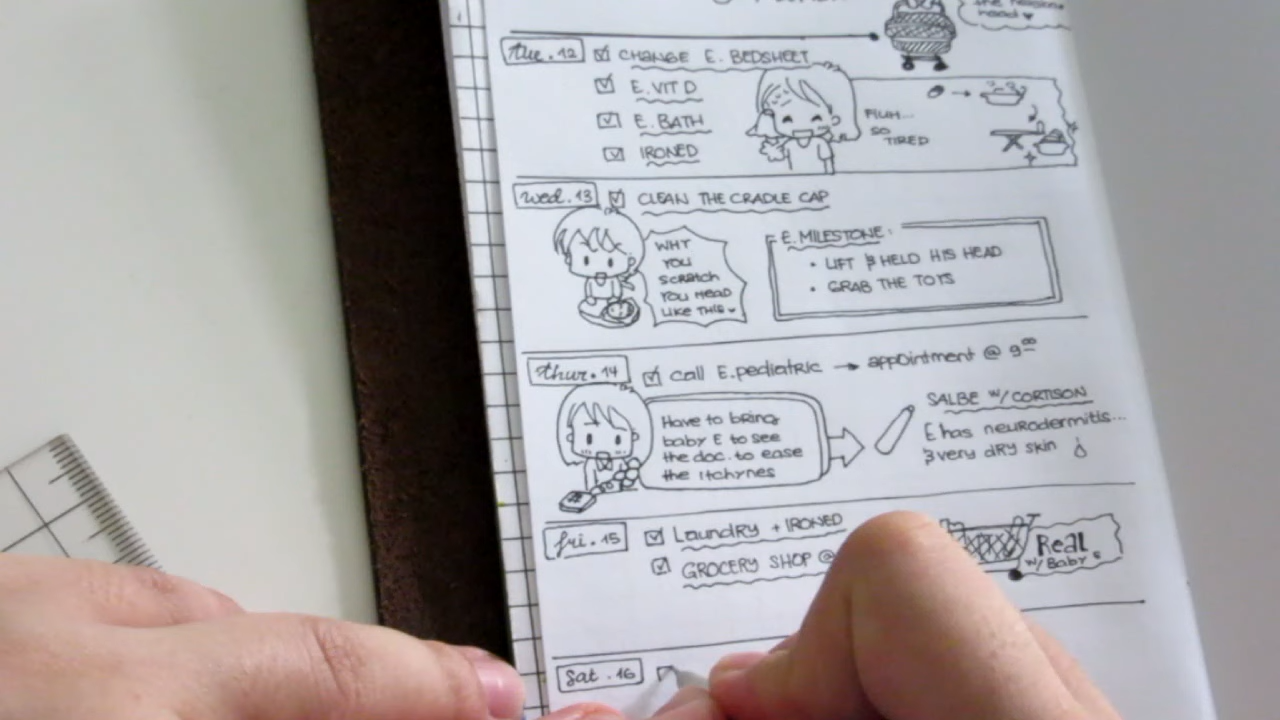 head
Tue. 12 CHANGE E. BEDSHEET
E. VIT D
E. BATH
IRONED
SO
TIRED
wed. 13 CLEAN THE CRADLE CAP
WHY
YOU
SCRATCH
YOU HEAD
LIKE THIS
E. MILESTONE:
• LIFT & HELD HIS HEAD
• GRAB THE TOYS
thur. 14 call E. pediatric → appointment @ 9⁰⁰
Have to bring
baby E to see
the doc. to ease
the itchynes
SALBE W/ CORTISON
E has neurodermitis...
& very dry skin
fri. 15 Laundry + IRONED
GROCERY SHOP @
Real
w/ Baby
Sat. 16